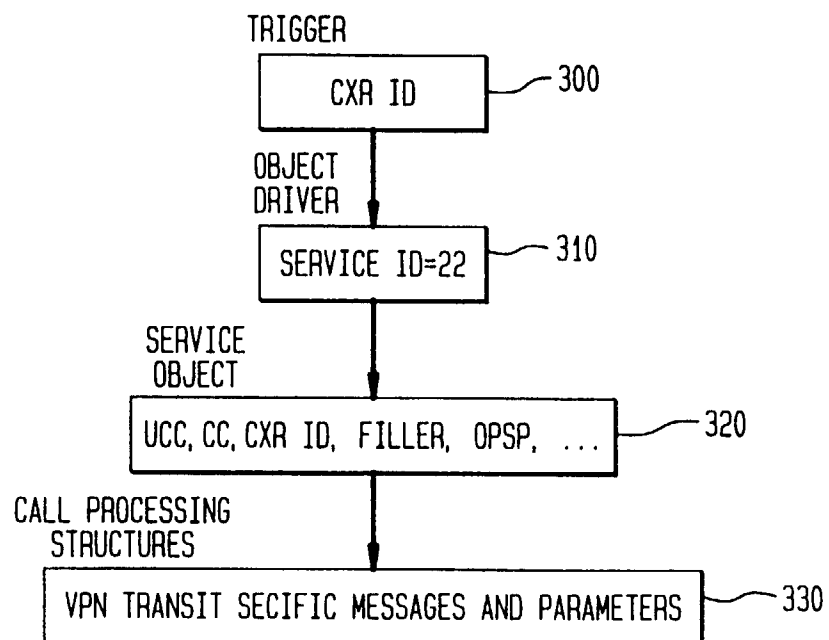 TRIGGER
CXR ID
300
OBJECT
DRIVER
SERVICE ID=22
310
SERVICE
OBJECT
UCC, CC, CXR ID, FILLER, OPSP, ...
320
CALL PROCESSING
STRUCTURES
VPN TRANSIT SECIFIC MESSAGES AND PARAMETERS
330